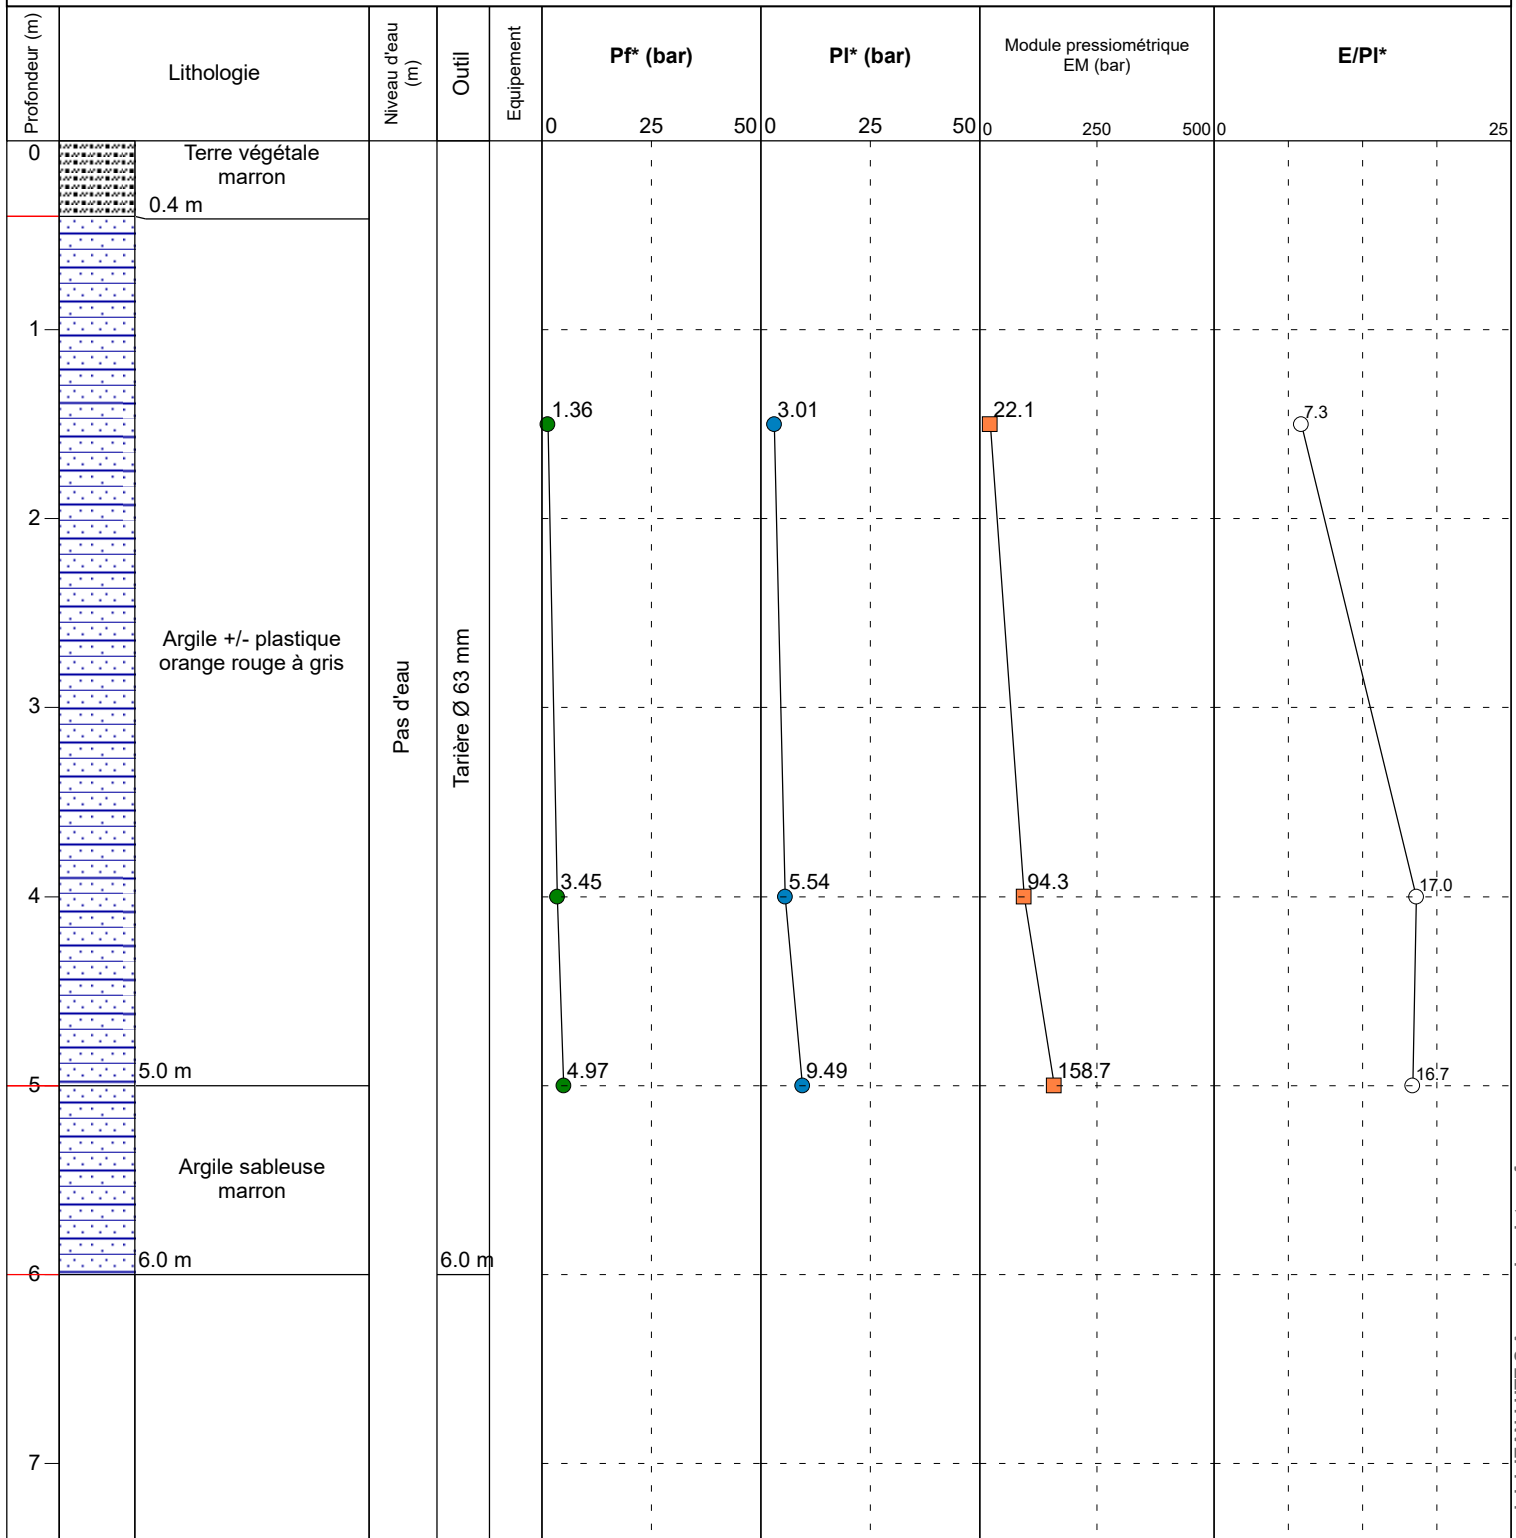 Profondeur (m)
Lithologie
Niveau d'eau
(m)
Outil
Equipement
Pf* (bar)
0 25 50
Pl* (bar)
0 25 50
Module pressiométrique
EM (bar)
0 250 500
E/Pl*
0 25
0
Terre végétale
marron
0.4 m
1
1.36
3.01
22.1
7.3
2
Argile +/- plastique
orange rouge à gris
Pas d'eau
Tarière Ø 63 mm
3
3.45
5.54
94.3
17.0
4
5.0 m
4.97
9.49
158.7
16.7
5
Argile sableuse
marron
6.0 m
6.0 m
6
7